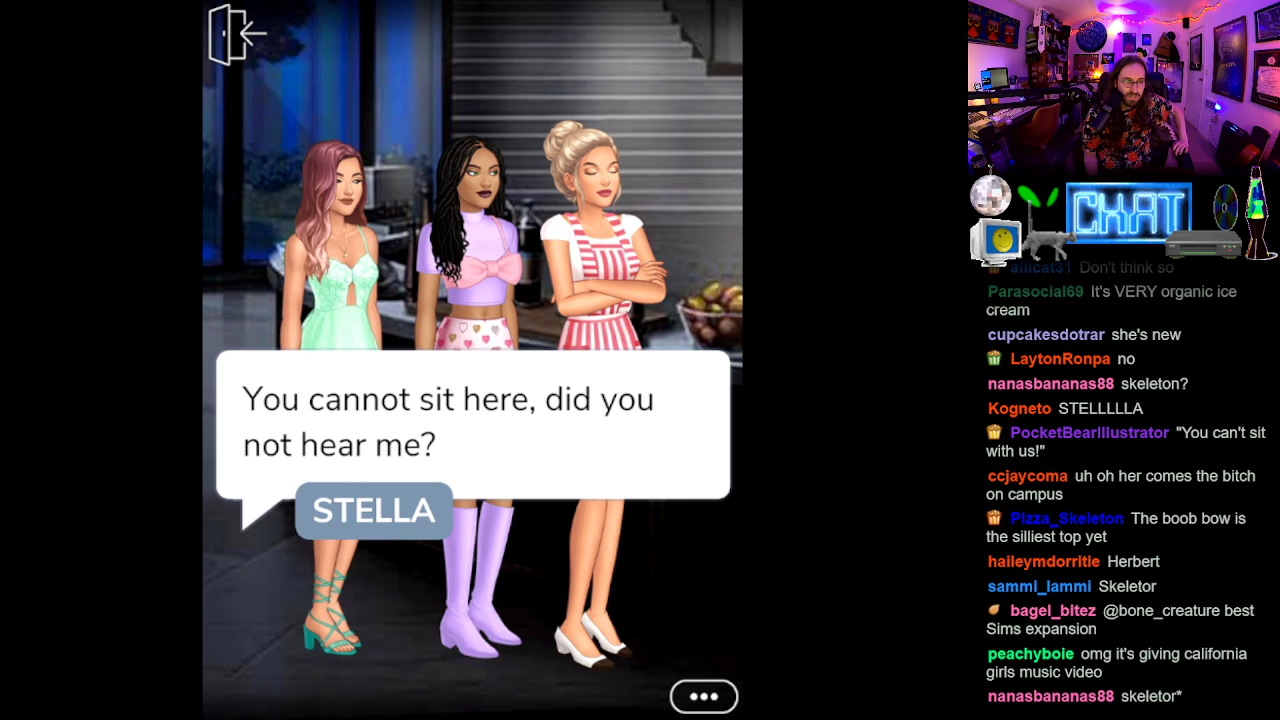 You cannot sit here, did you
not hear me?
STELLA
CHAT
allicat31 Don't think so
Parasocial69 It's VERY organic ice
cream
cupcakesdotrar she's new
LaytonRonpa no
nanasbananas88 skeleton?
Kogneto STELLLLLA
PocketBearIllustrator "You can't sit
with us!"
ccjaycoma uh oh her comes the bitch
on campus
Pizza_Skeleton The boob bow is
the silliest top yet
haileymdorritie Herbert
sammi_lammi Skeletor
bagel_bitez @bone_creature best
Sims expansion
peachyboie omg it's giving california
girls music video
nanasbananas88 skeletor*